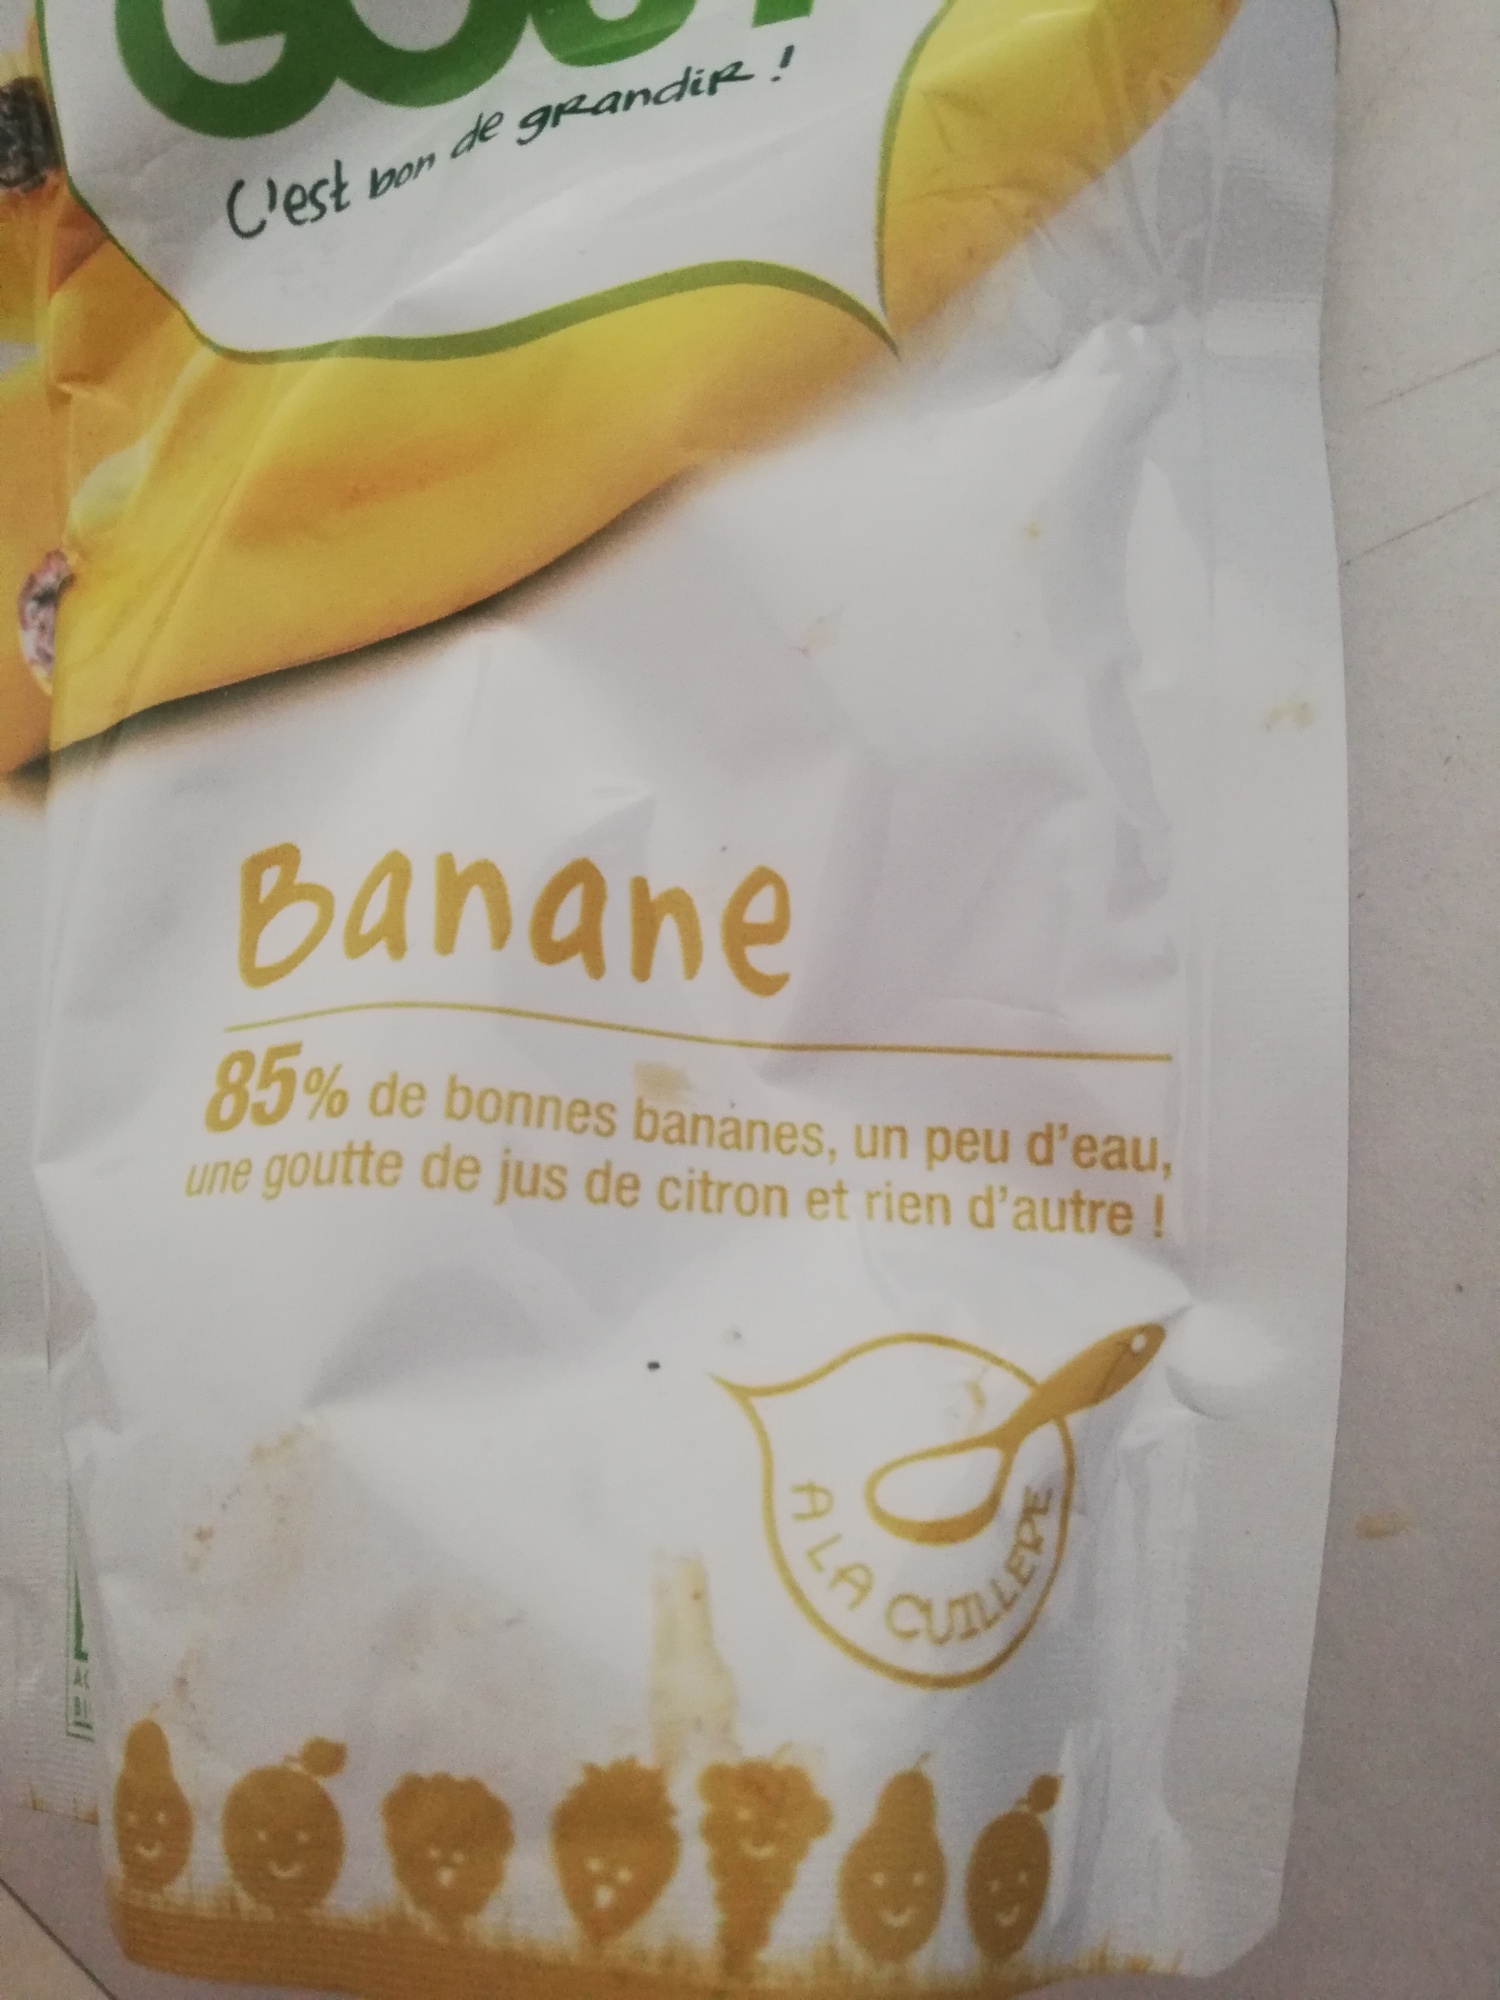 GOUT
C'est bon de grandir !
Banane
85% de bonnes bananes, un peu d'eau,
une goutte de jus de citron et rien d'autre !
A LA CUILLERE